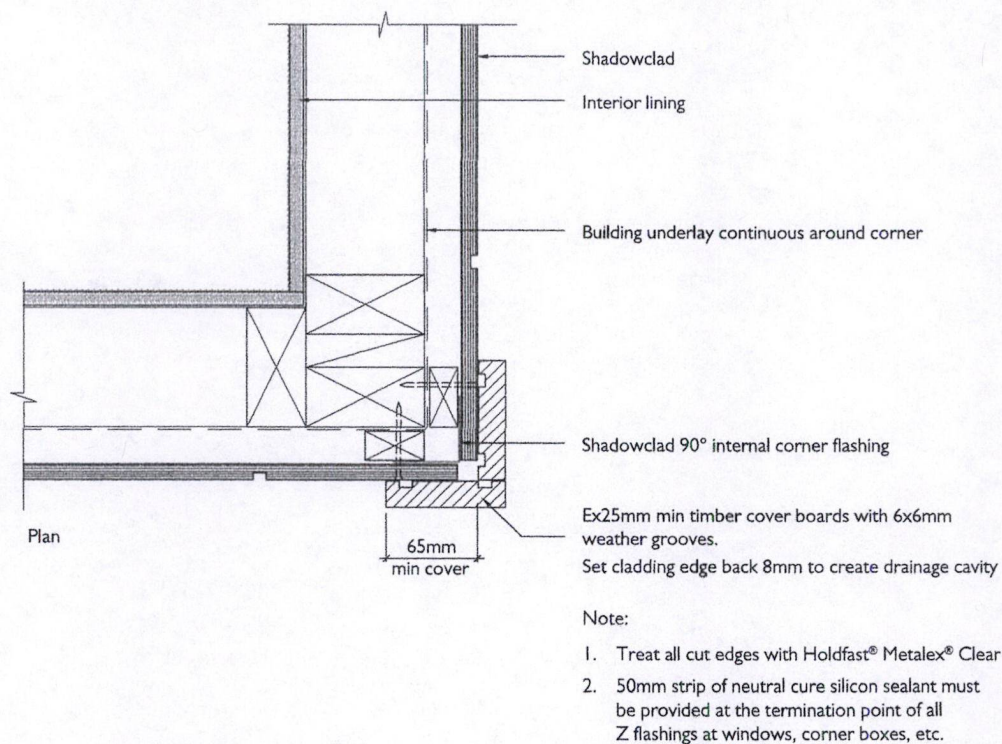 Shadowclad
Interior lining
Building underlay continuous around corner
Shadowclad 90° internal corner flashing
Plan
65mm
min cover
Ex25mm min timber cover boards with 6x6mm
weather grooves.
Set cladding edge back 8mm to create drainage cavity
Note:
1. Treat all cut edges with Holdfast® Metalex® Clear
2. 50mm strip of neutral cure silicon sealant must
be provided at the termination point of all
Z flashings at windows, corner boxes, etc.